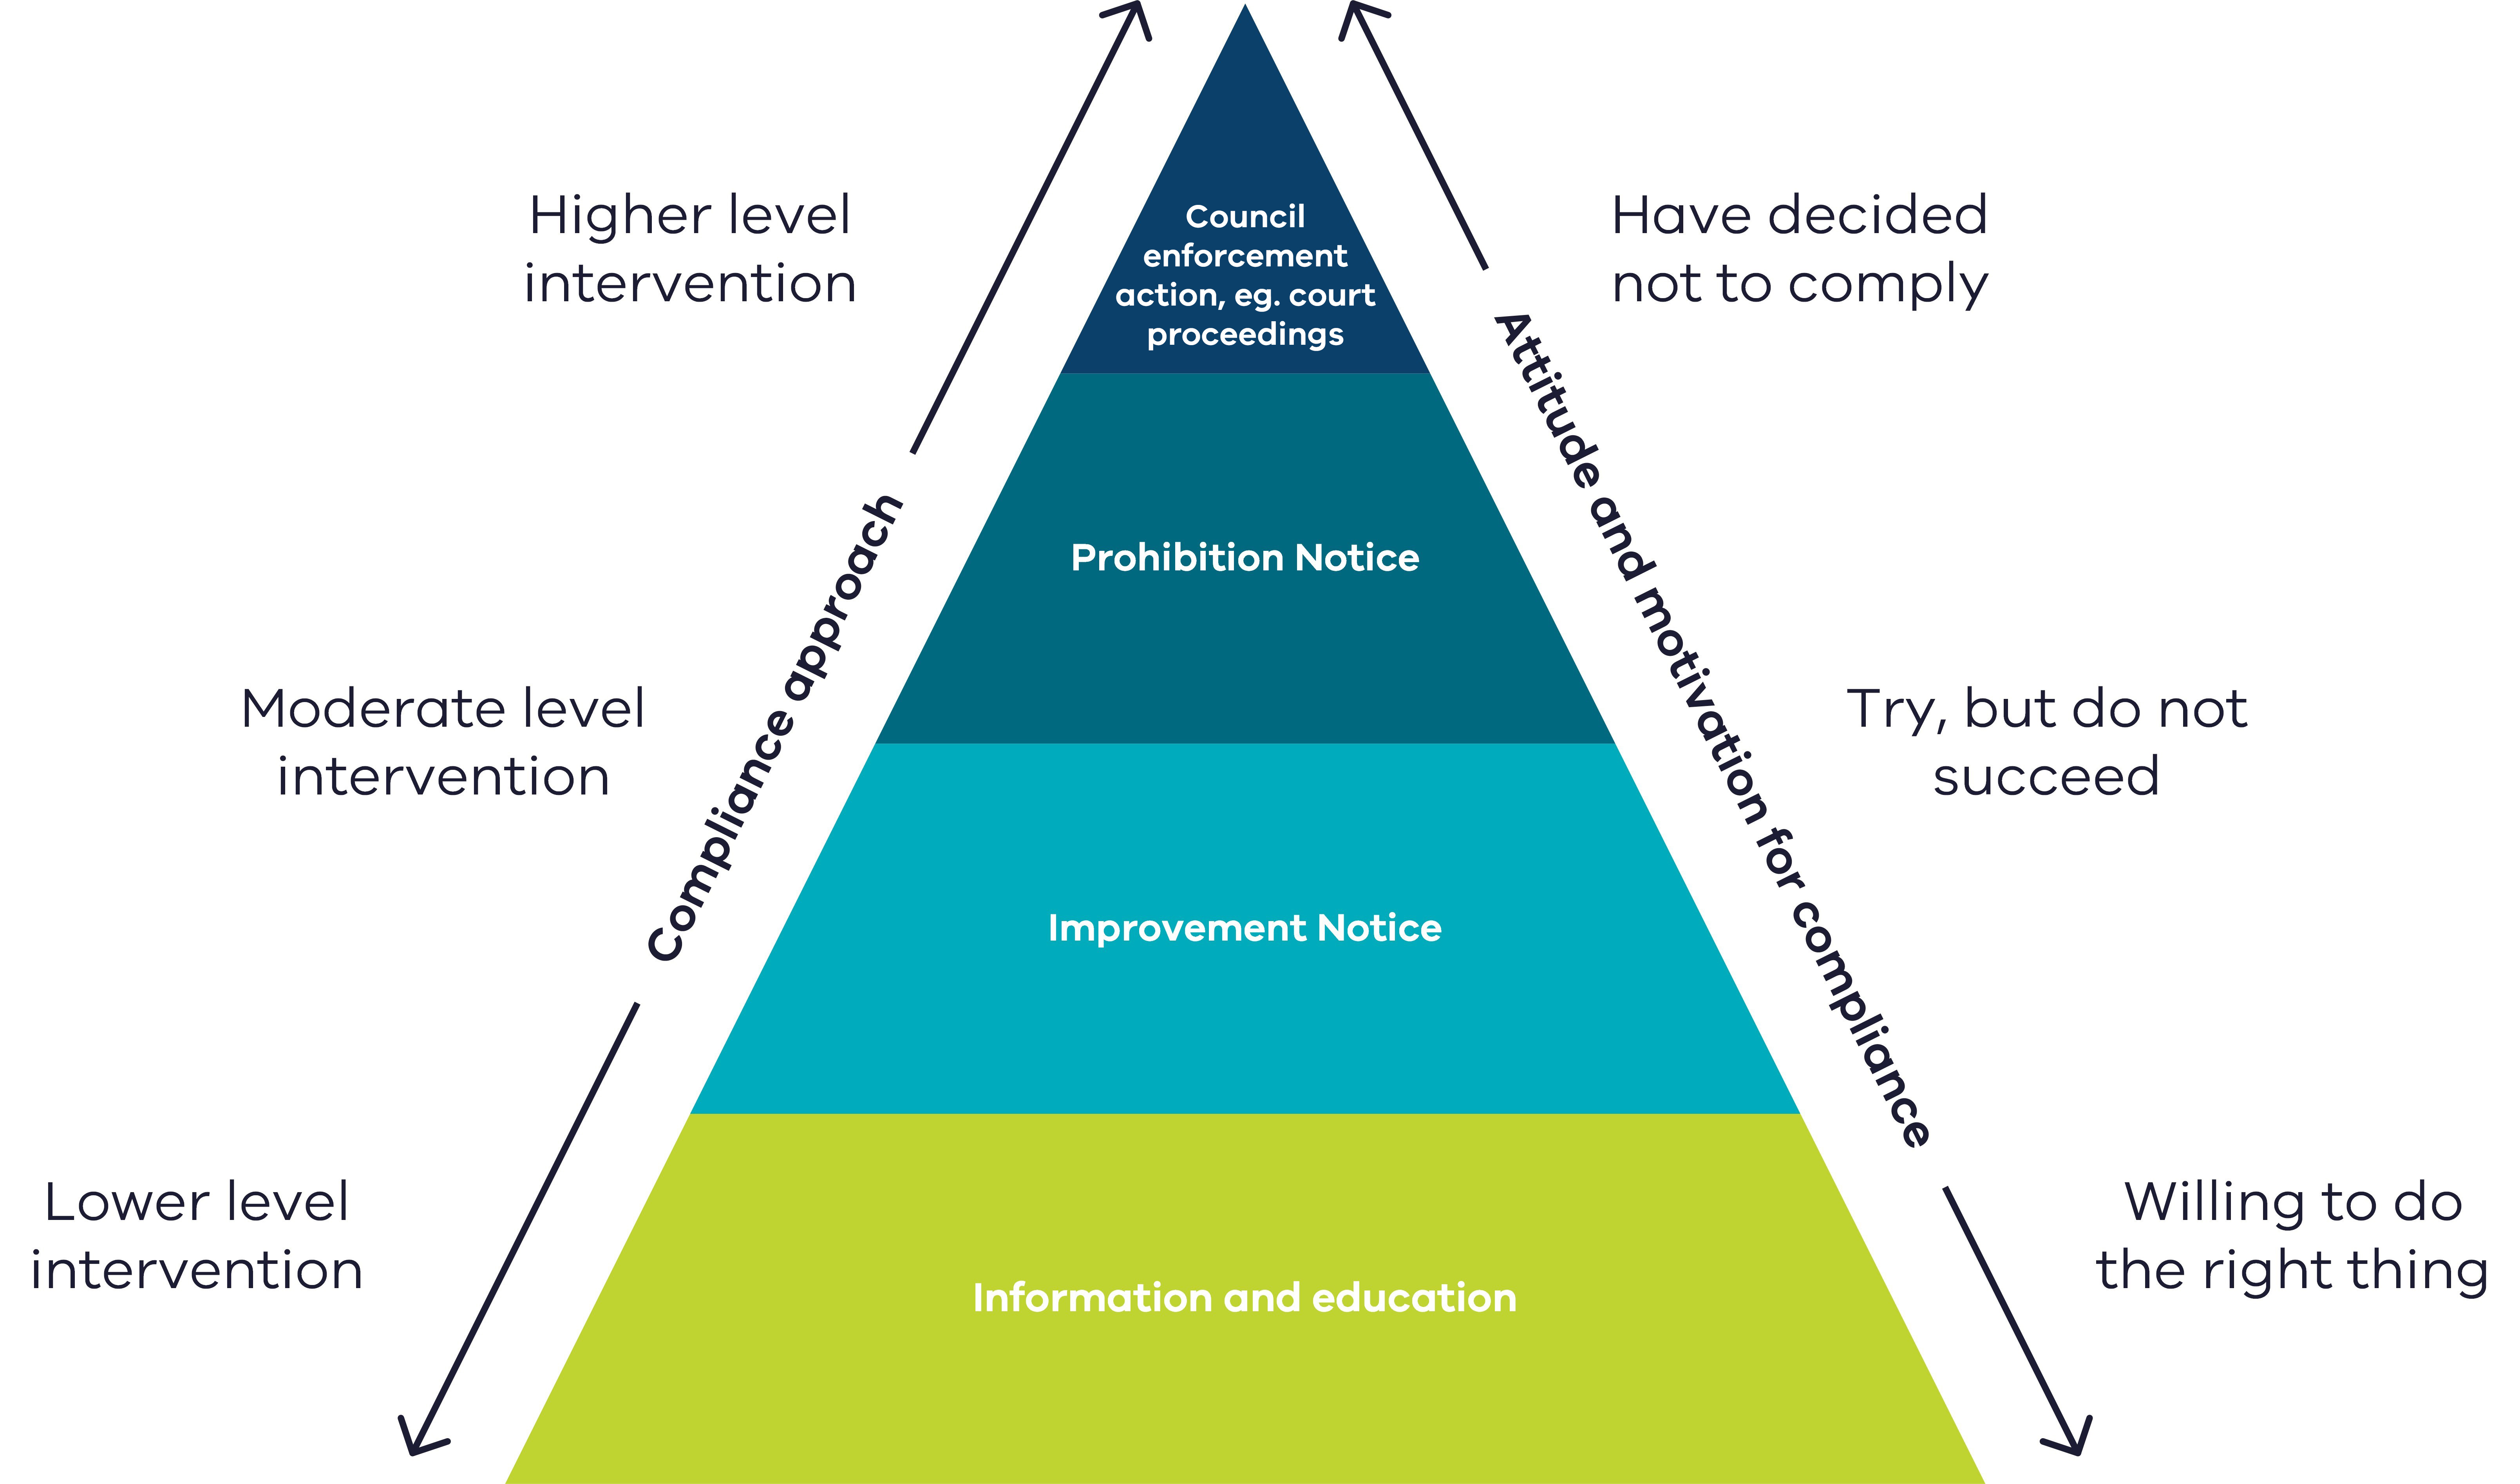 Higher level
intervention
Moderate level
intervention
Lower level
intervention
Compliance approach
Council
enforcement
action, eg. court
proceedings
Prohibition Notice
Improvement Notice
Information and education
Attitude and motivation for compliance
Have decided
not to comply
Try, but do not
succeed
Willing to do
the right thing